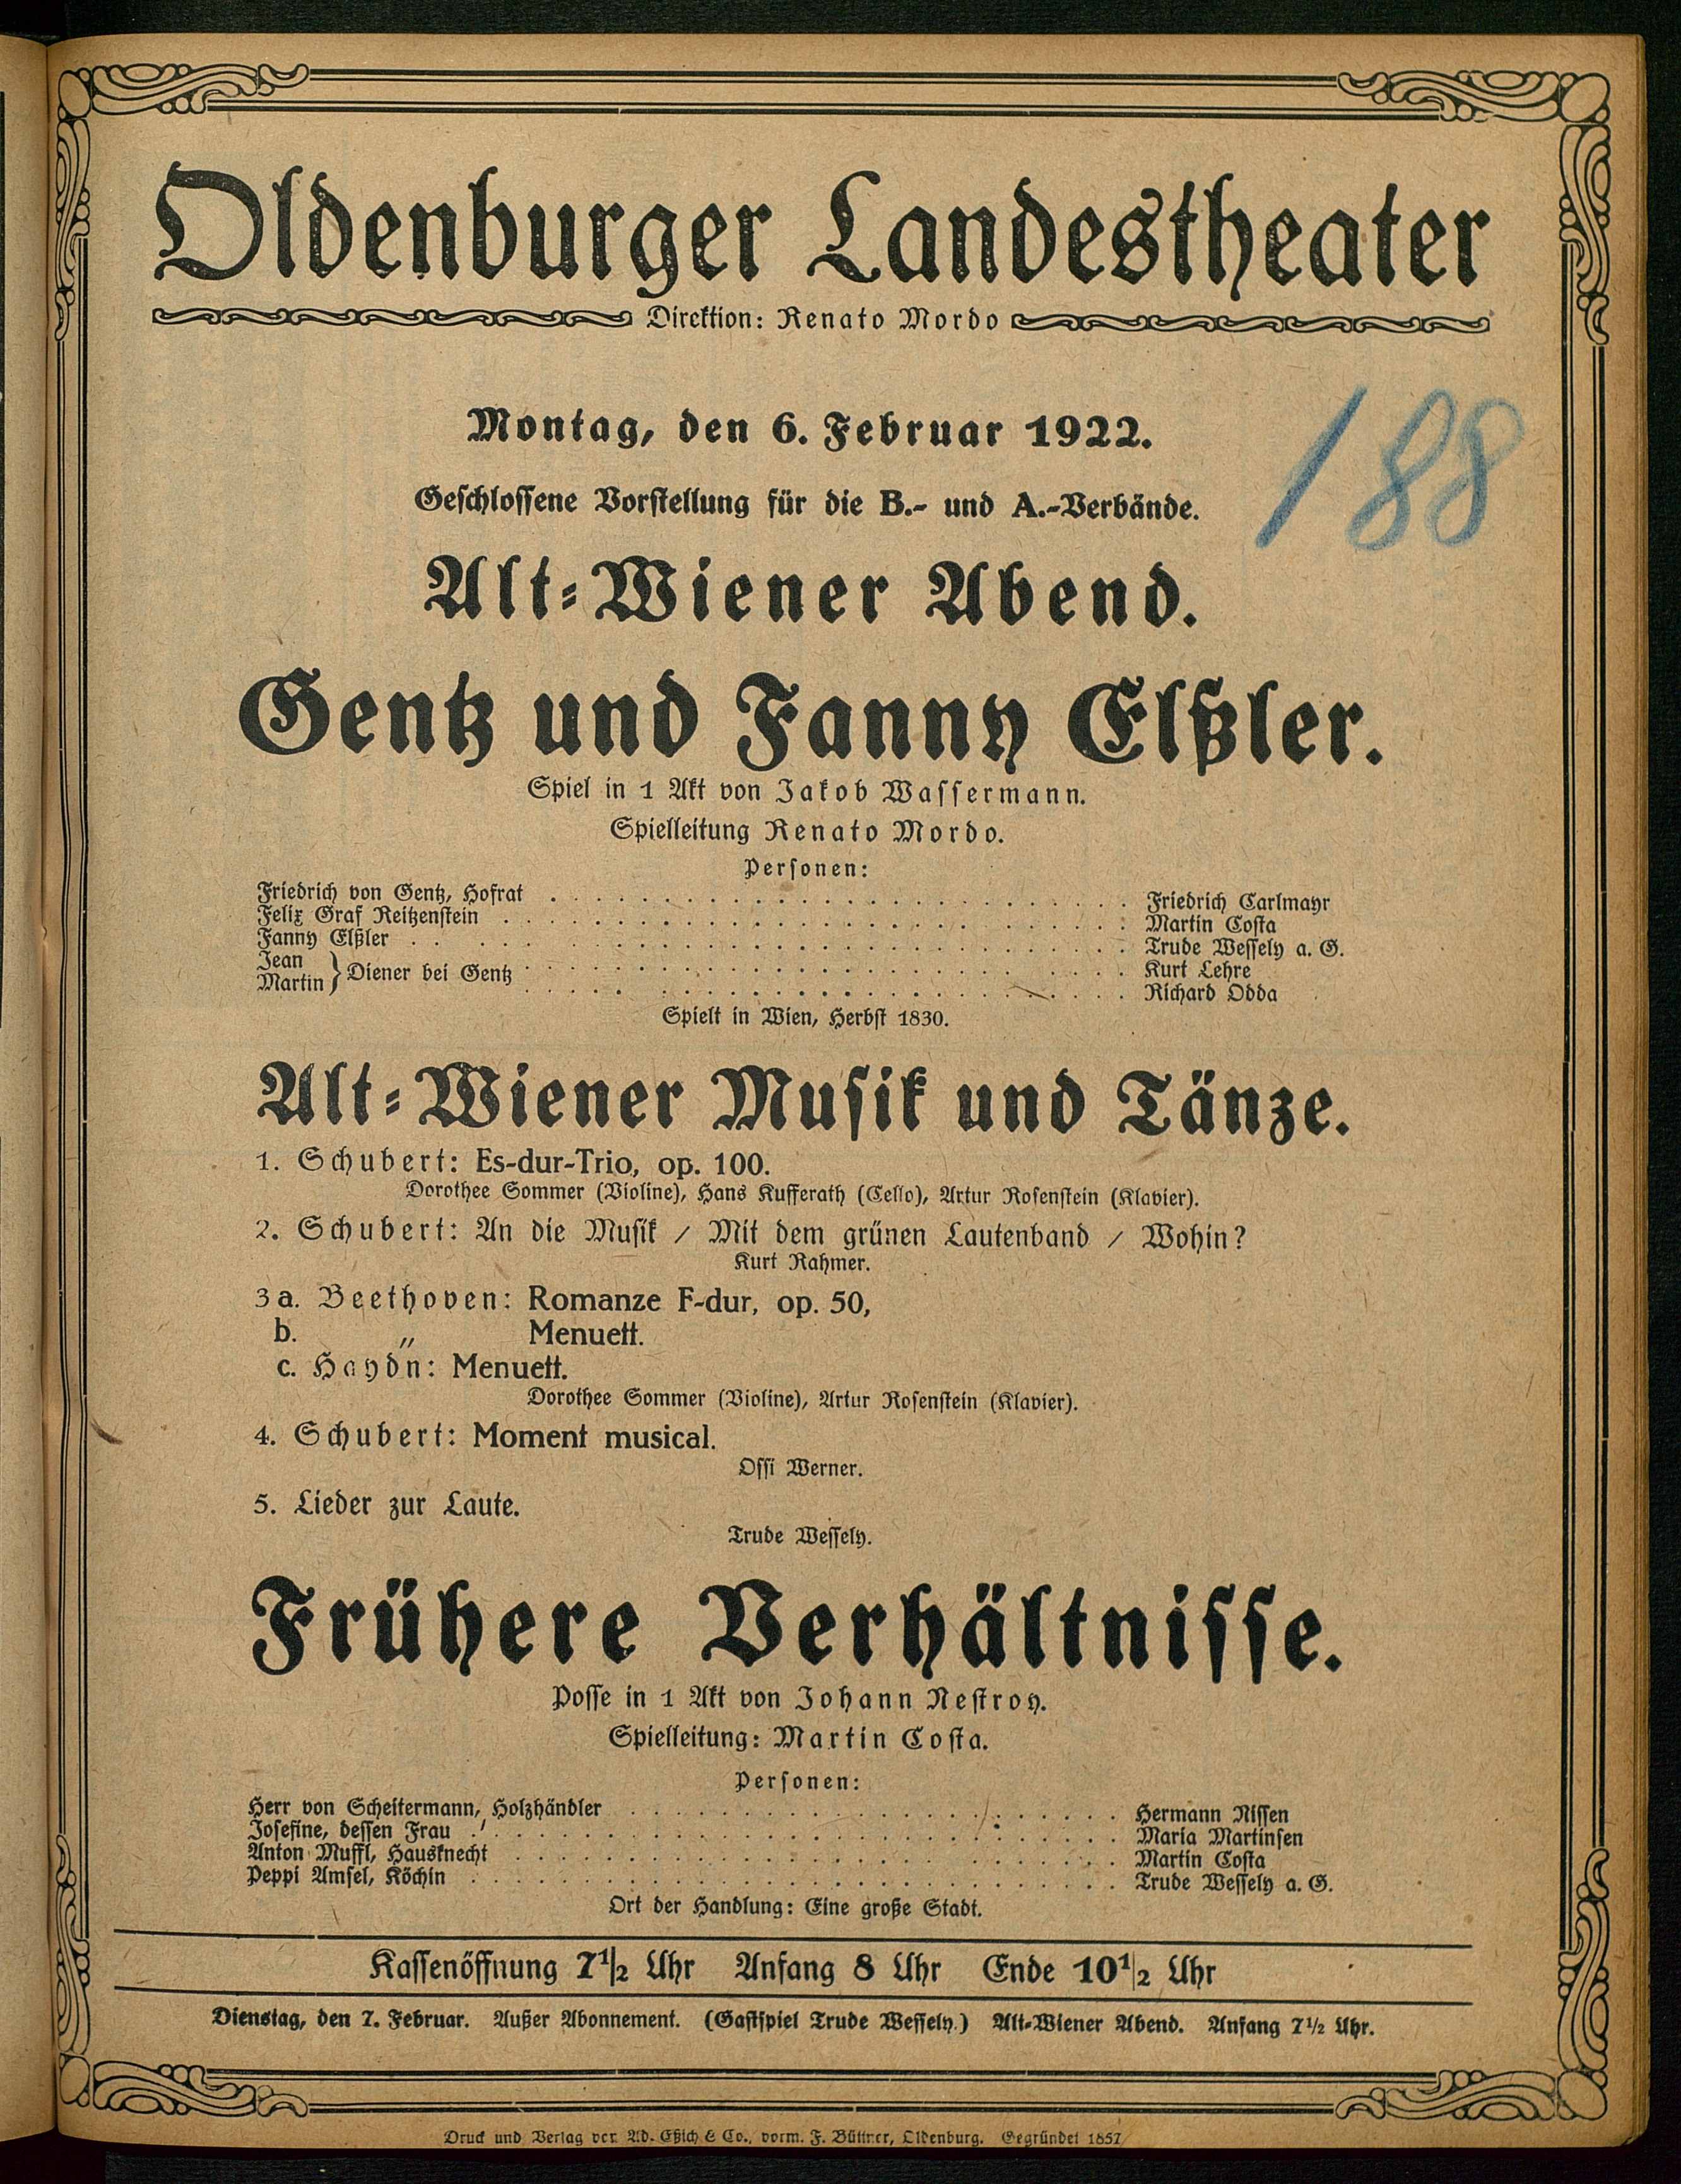 Oldenburger Landestheater
Direktion: Renato Mordo
188
Montag, den 6. Februar 1922.
Geschlossene Vorstellung für die B.- und A.-Verbände.
Alt-Wiener Abend.
Gentz und Fanny Elßler.
Spiel in 1 Akt von Jakob Wassermann.
Spielleitung Renato Mordo.
Personen:
Friedrich von Gentz, Hofrat . . . . . . . . . . Friedrich Carlmayr
Felix Graf Reitzenstein . . . . . . . . . . Martin Costa
Fanny Elßler . . . . . . . . . . Trude Wessely a. G.
Jean } Diener bei Gentz . . . . . . . . . . Kurt Lehre
Martin } . . . . . . . . . . Richard Odda
Spielt in Wien, Herbst 1830.
Alt-Wiener Musik und Tänze.
1. Schubert: Es-dur-Trio, op. 100.
Dorothee Sommer (Violine), Hans Kufferath (Cello), Artur Rosenstein (Klavier).
2. Schubert: An die Musik / Mit dem grünen Lautenband / Wohin?
Kurt Rahmer.
3a. Beethoven: Romanze F-dur, op. 50,
b. „ Menuett.
c. Haydn: Menuett.
Dorothee Sommer (Violine), Artur Rosenstein (Klavier).
4. Schubert: Moment musical.
Ossi Werner.
5. Lieder zur Laute.
Trude Wessely.
Frühere Verhältnisse.
Posse in 1 Akt von Johann Nestroy.
Spielleitung: Martin Costa.
Personen:
Herr von Scheitermann, Holzhändler . . . . . . . . . . Hermann Nissen
Josefine, dessen Frau . . . . . . . . . . Maria Martinsen
Anton Muffl, Hausknecht . . . . . . . . . . Martin Costa
Peppi Amsel, Köchin . . . . . . . . . . Trude Wessely a. G.
Ort der Handlung: Eine große Stadt.
Kassenöffnung 7½ Uhr Anfang 8 Uhr Ende 10½ Uhr
Dienstag, den 7. Februar. Außer Abonnement. (Gastspiel Trude Wessely.) Alt-Wiener Abend. Anfang 7½ Uhr.
Druck und Verlag von Ad. Eßich & Co., vorm. F. Büttner, Oldenburg. Gegründet 1857